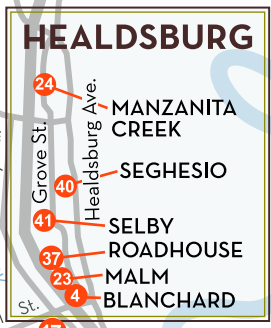 HEALDSBURG
24
MANZANITA
CREEK
Grove St.
Healdsburg Ave.
40
SEGHESIO
41
SELBY
37
ROADHOUSE
23
MALM
4
BLANCHARD
St.
17